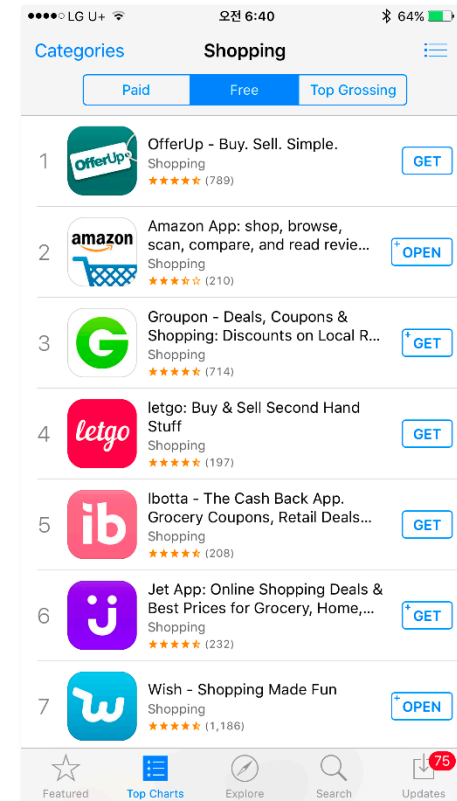 LG U+ 오전 6:40 64%
Categories Shopping
Paid Free Top Grossing
1 OfferUp OfferUp - Buy. Sell. Simple.
Shopping
(789)
GET
2 amazon Amazon App: shop, browse,
scan, compare, and read revie...
Shopping
(210)
+OPEN
3 G Groupon - Deals, Coupons &
Shopping: Discounts on Local R...
Shopping
(714)
+GET
4 letgo letgo: Buy & Sell Second Hand
Stuff
Shopping
(197)
GET
5 ib Ibotta - The Cash Back App.
Grocery Coupons, Retail Deals...
Shopping
(208)
GET
6 Jet App: Online Shopping Deals &
Best Prices for Grocery, Home,...
Shopping
(232)
+GET
7 Wish - Shopping Made Fun
Shopping
(1,186)
+OPEN
75
Featured Top Charts Explore Search Updates